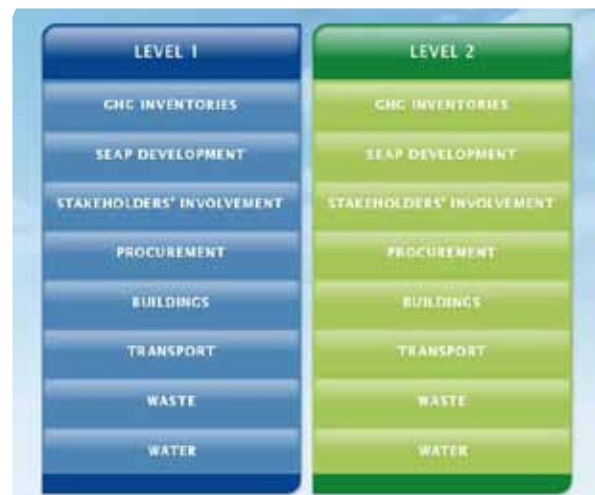 LEVEL 1
GHG INVENTORIES
SEAP DEVELOPMENT
STAKEHOLDERS' INVOLVEMENT
PROCUREMENT
BUILDINGS
TRANSPORT
WASTE
WATER
LEVEL 2
GHG INVENTORIES
SEAP DEVELOPMENT
STAKEHOLDERS' INVOLVEMENT
PROCUREMENT
BUILDINGS
TRANSPORT
WASTE
WATER